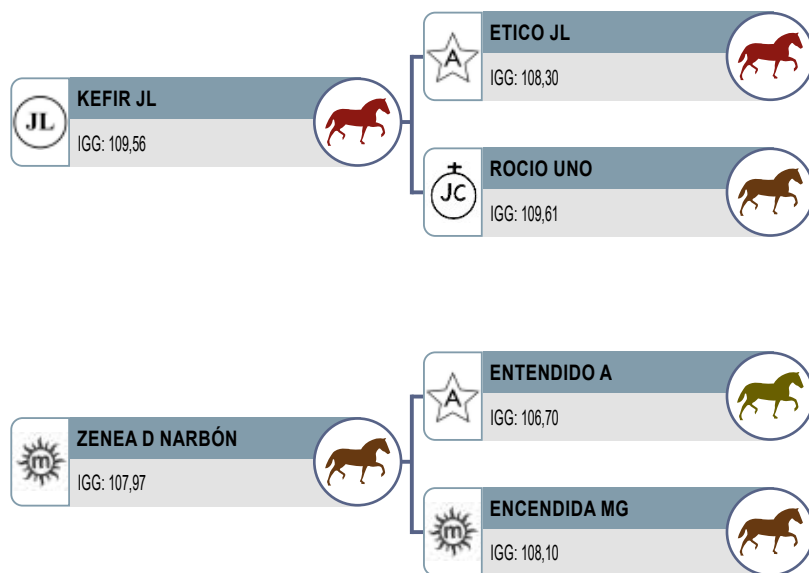 ETICO JL
A
IGG: 108,30
KEFIR JL
JL
IGG: 109,56
ROCIO UNO
JC
IGG: 109,61
ENTENDIDO A
A
IGG: 106,70
ZENEA D NARBÓN
m
IGG: 107,97
ENCENDIDA MG
m
IGG: 108,10